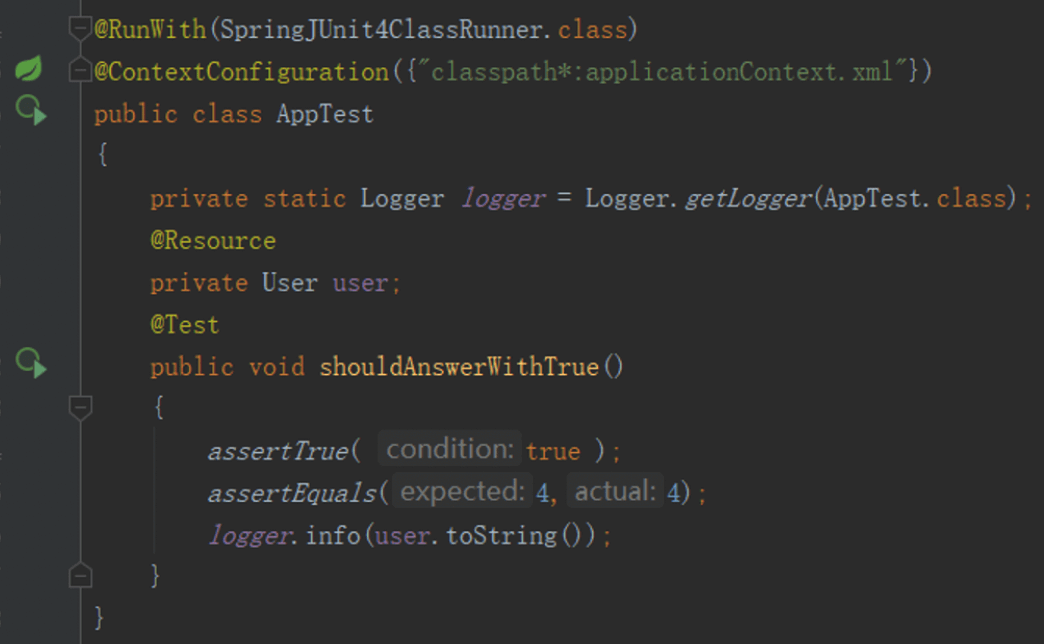 @RunWith(SpringJUnit4ClassRunner.class)
@ContextConfiguration({"classpath*:applicationContext.xml"})
public class AppTest
{
private static Logger logger = Logger.getLogger(AppTest.class);
@Resource
private User user;
@Test
public void shouldAnswerWithTrue()
{
assertTrue( condition: true );
assertEquals( expected: 4, actual: 4);
logger.info(user.toString());
}
}